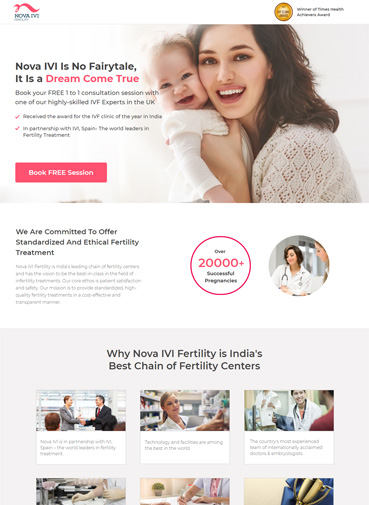 NOVA IVI
FERTILITY
Winner of Times Health
Achievers Award
Nova IVI Is No Fairytale,
It Is a Dream Come True
Book your FREE 1 to 1 consultation session with
one of our highly-skilled IVF Experts in the UK
Received the award for the IVF clinic of the year in India
In partnership with IVI, Spain- The world leaders in
Fertility Treatment
Book FREE Session
We Are Committed To Offer
Standardized And Ethical Fertility
Treatment
Nova IVI Fertility is India's leading chain of fertility centers
and has the vision to be the best-in-class in the field of
infertility treatments. Our core ethos is patient satisfaction
and safety. Our mission is to provide standardized, high-
quality fertility treatments in a cost-effective and
transparent manner.
Over
20000+
Successful
Pregnancies
Why Nova IVI Fertility is India's
Best Chain of Fertility Centers
Nova IVI is in partnership with IVI,
Spain - the world leaders in fertility
treatment
Technology and facilities are among
the best in the world
The country's most experienced
team of internationally acclaimed
doctors & embryologists